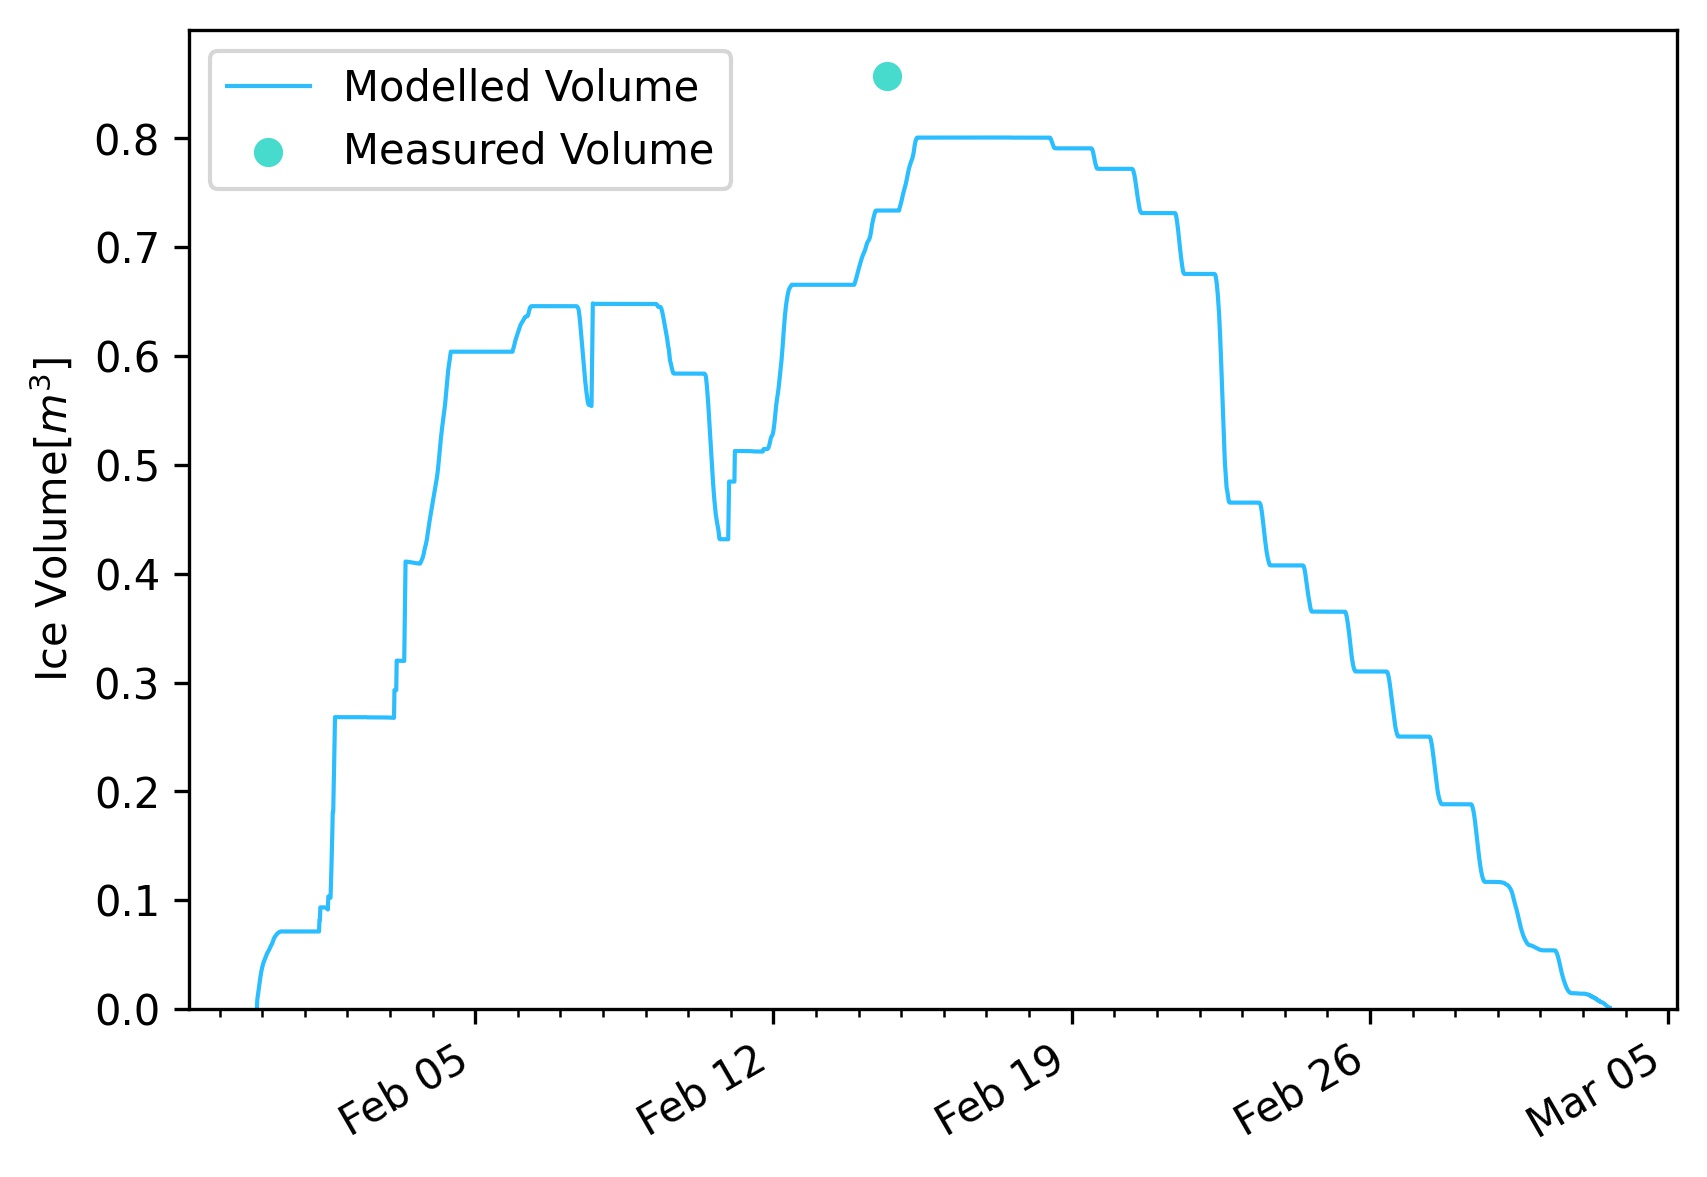 Modelled Volume
Measured Volume
Ice Volume[$m^3$]
0.8
0.7
0.6
0.5
0.4
0.3
0.2
0.1
0.0
Feb 05
Feb 12
Feb 19
Feb 26
Mar 05